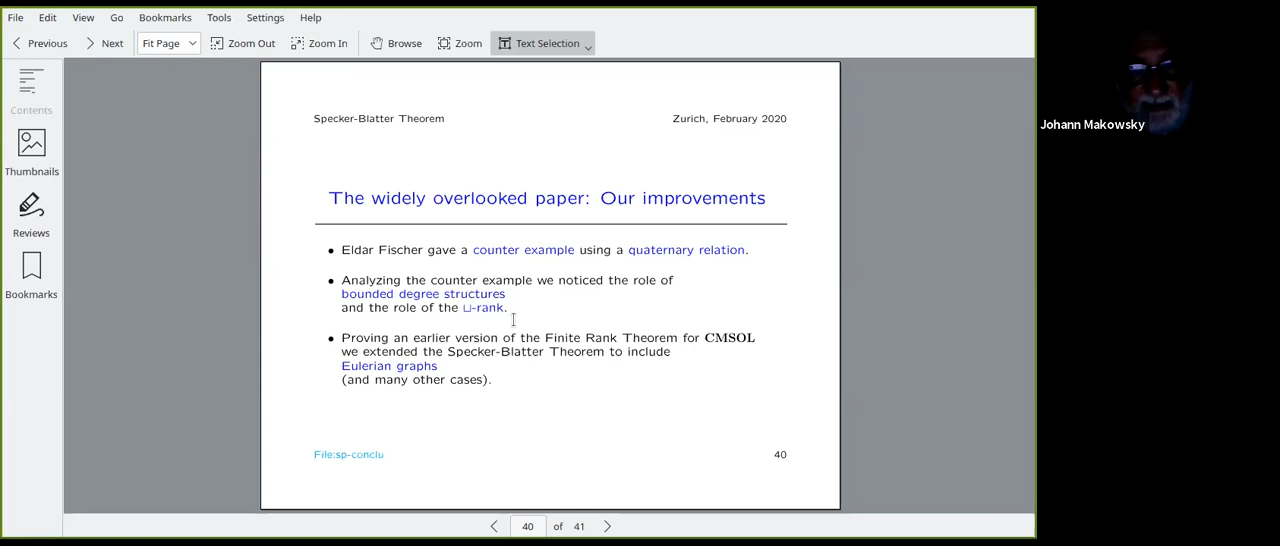 File Edit View Go Bookmarks Tools Settings Help
Previous Next Fit Page Zoom Out Zoom In Browse Zoom Text Selection
Contents
Thumbnails
Reviews
Bookmarks
Specker-Blatter Theorem Zurich, February 2020
The widely overlooked paper: Our improvements
• Eldar Fischer gave a counter example using a quaternary relation.
• Analyzing the counter example we noticed the role of
bounded degree structures
and the role of the ⊔-rank.
• Proving an earlier version of the Finite Rank Theorem for CMSOL
we extended the Specker-Blatter Theorem to include
Eulerian graphs
(and many other cases).
File:sp-conclu 40
40 of 41
Johann Makowsky